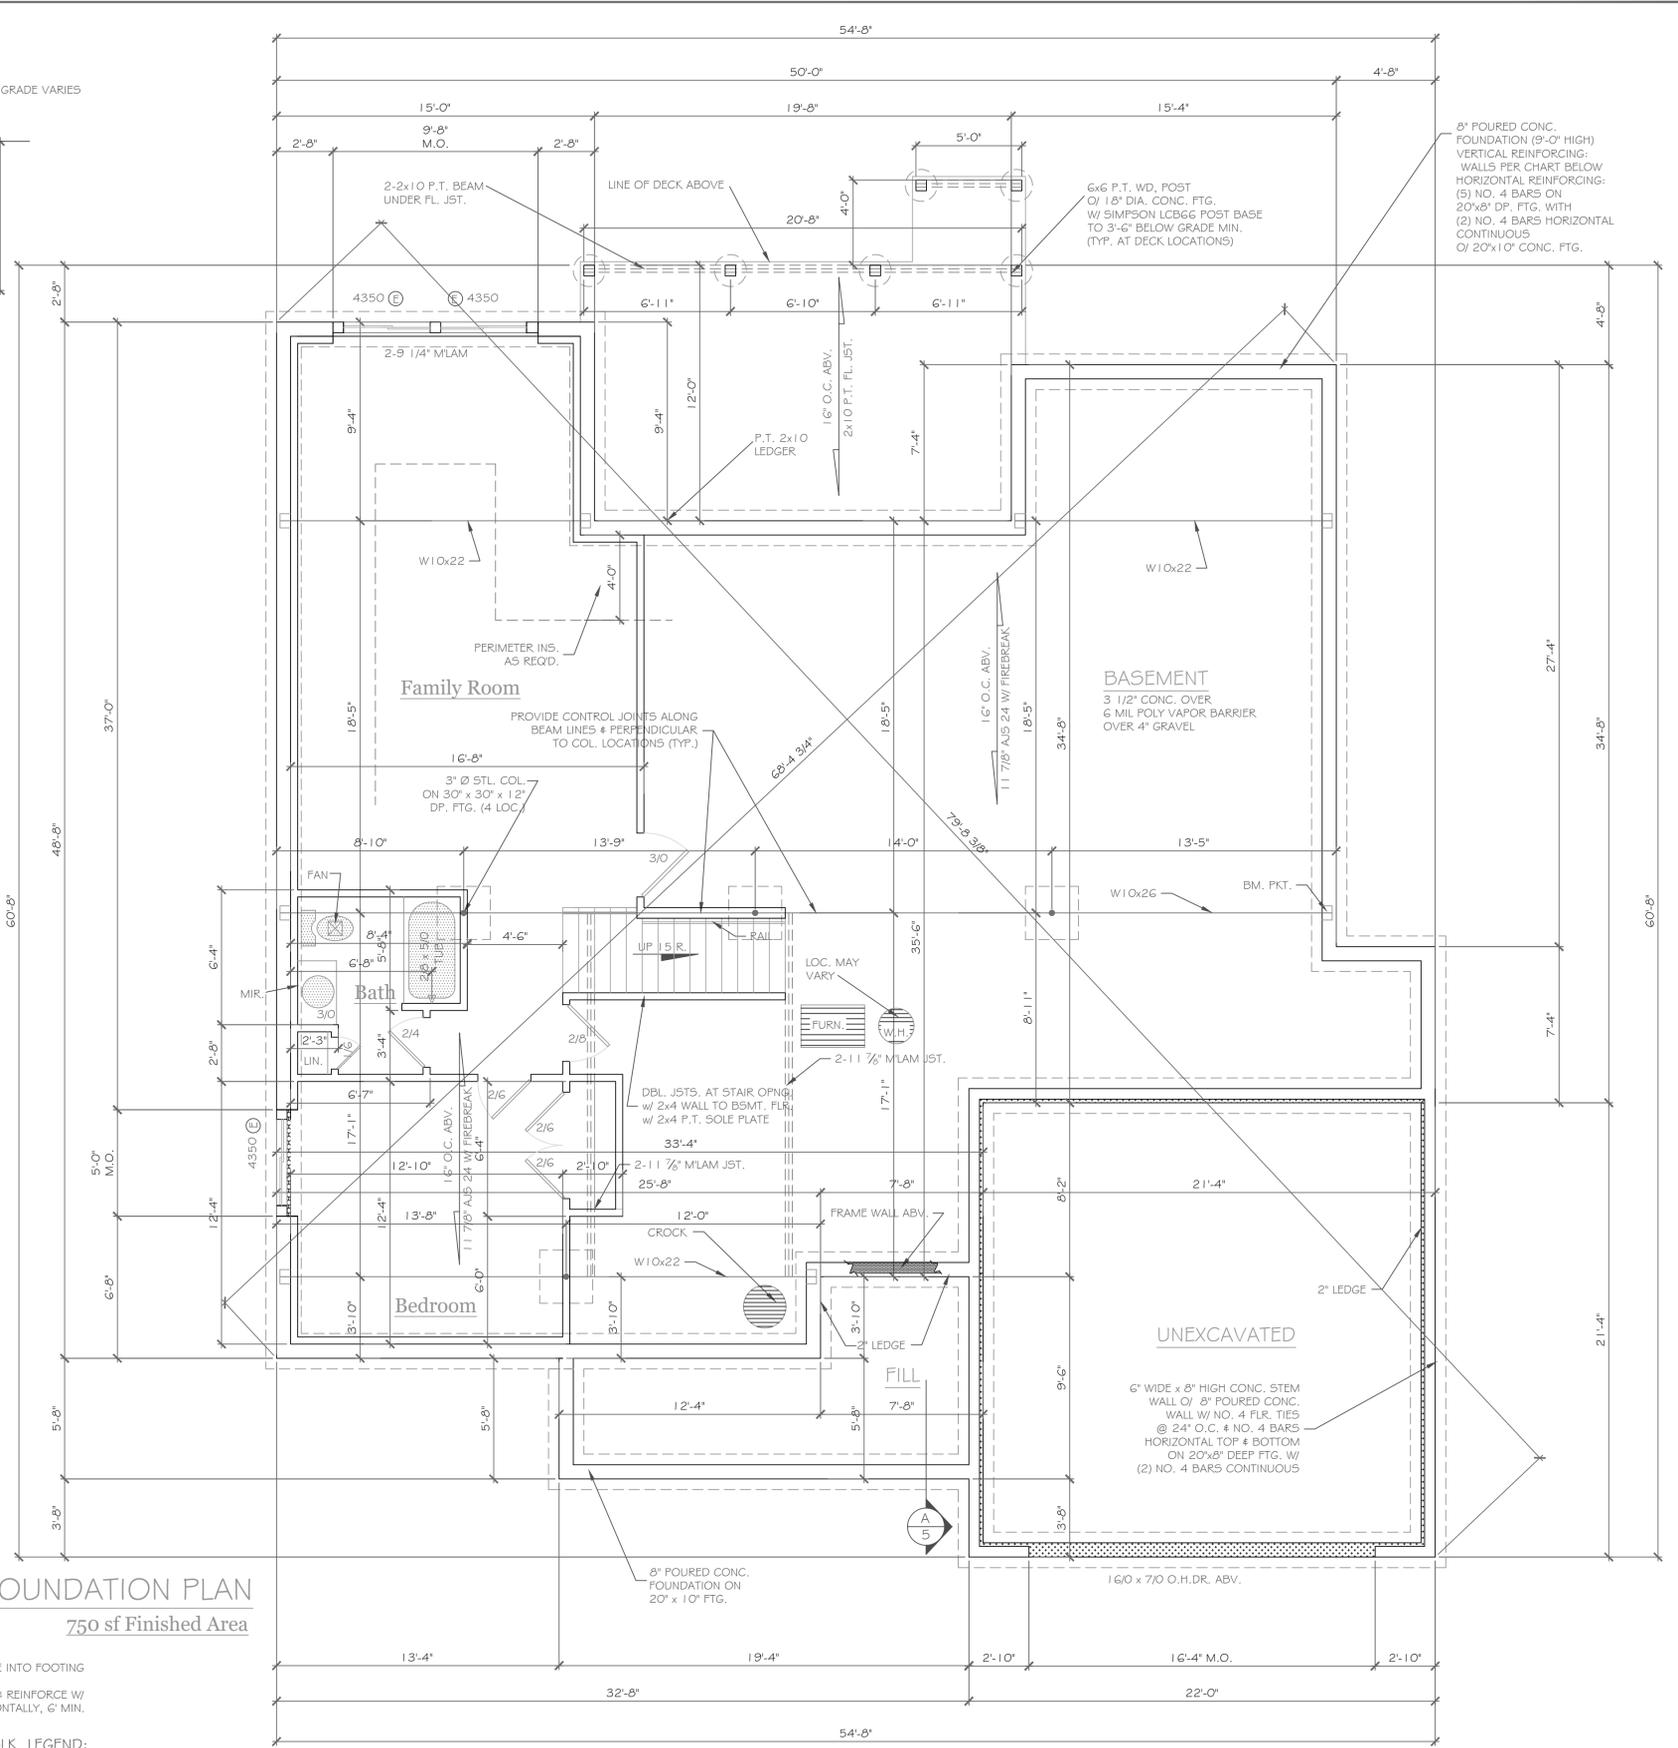 54'-8"
50'-0"
4'-8"
GRADE VARIES
15'-0"
19'-8"
15'-4"
2'-8"
9'-8"
M.O.
2'-8"
5'-0"
8" POURED CONC.
FOUNDATION (9'-0" HIGH)
VERTICAL REINFORCING:
WALLS PER CHART BELOW
HORIZONTAL REINFORCING:
(5) NO. 4 BARS ON
20"x8" DP. FTG. WITH
(2) NO. 4 BARS HORIZONTAL
CONTINUOUS
O/ 20"x10" CONC. FTG.
2-2x10 P.T. BEAM
UNDER FL. JST.
LINE OF DECK ABOVE
4'-0"
6x6 P.T. WD, POST
O/ 18" DIA. CONC. FTG.
W/ SIMPSON LCB66 POST BASE
TO 3'-6" BELOW GRADE MIN.
(TYP. AT DECK LOCATIONS)
20'-8"
2'-8"
4350 E
E 4350
6'-11"
6'-10"
6'-11"
4'-8"
2-9 1/4" M'LAM
9'-4"
12'-0"
9'-4"
16" O.C. ABV.
2x10 P.T. FL. JST.
7'-4"
P.T. 2x10
LEDGER
W10x22
W10x22
4'-0"
PERIMETER INS.
AS REQ'D.
Family Room
BASEMENT
3 1/2" CONC. OVER
6 MIL POLY VAPOR BARRIER
OVER 4" GRAVEL
16" O.C. ABV.
11 7/8" AJS 24 W/ FIREBREAK
27'-4"
37'-0"
18'-5"
18'-5"
18'-5"
34'-8"
34'-8"
PROVIDE CONTROL JOINTS ALONG
BEAM LINES & PERPENDICULAR
TO COL. LOCATIONS (TYP.)
16'-8"
68'-4 3/4"
3" Ø STL. COL.
ON 30" x 30" x 12"
DP. FTG. (4 LOC.)
79'-8 3/8"
48'-8"
60'-8"
60'-8"
8'-10"
13'-9"
14'-0"
13'-5"
3/0
FAN
W10x26
BM. PKT.
6'-4"
8'-4"
5'-8"
4'-6"
RAIL
35'-6"
UP 15 R.
6'-8"
2/8 x 5/0
TUB
LOC. MAY
VARY
MIR.
Bath
3/0
FURN.
W.H.
8'-11"
7'-4"
2'-8"
2'-3"
LIN.
1/6
3'-4"
2/4
2/8
2-11 7/8" M'LAM JST.
6'-7"
2/6
DBL. JSTS. AT STAIR OPNG
w/ 2x4 WALL TO BSMT. FLR.
w/ 2x4 P.T. SOLE PLATE
17'-1"
17'-1"
4350 E
16" O.C. ABV.
11 7/8" AJS 24 W/ FIREBREAK
6'-4"
2/6
33'-4"
5'-0"
M.O.
12'-10"
2/6
2'-10"
2-11 7/8" M'LAM JST.
25'-8"
7'-8"
8'-2"
21'-4"
12'-4"
12'-4"
13'-8"
12'-0"
FRAME WALL ABV.
CROCK
W10x22
6'-8"
6'-0"
2" LEDGE
3'-10"
Bedroom
3'-10"
3'-10"
2" LEDGE
UNEXCAVATED
21'-4"
FILL
9'-6"
6" WIDE x 8" HIGH CONC. STEM
WALL O/ 8" POURED CONC.
WALL W/ NO. 4 FLR. TIES
@ 24" O.C. & NO. 4 BARS
HORIZONTAL TOP & BOTTOM
ON 20"x8" DEEP FTG. W/
(2) NO. 4 BARS CONTINUOUS
5'-8"
5'-8"
12'-4"
7'-8"
5'-8"
3'-8"
A
5
3'-8"
8" POURED CONC.
FOUNDATION ON
20" x 10" FTG.
16/0 x 7/0 O.H.DR. ABV.
OUNDATION PLAN
750 sf Finished Area
13'-4"
19'-4"
2'-10"
16'-4" M.O.
2'-10"
INTO FOOTING
REINFORCE W/
ONTALLY, 6' MIN.
32'-8"
22'-0"
54'-8"
LEGEND: